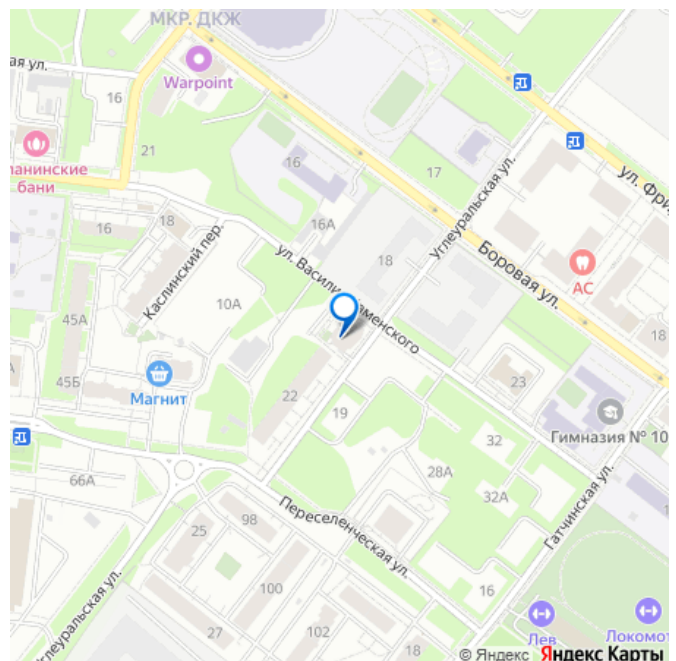 МКР. ДКЖ
ая ул.
Warpoint
16
ланинские
бани
21
16
17
ул. Фри
Углеуральская ул.
16А
18
16
Каслинский пер.
ул. Васили
аменского
18
Боровая ул.
АС
10А
45А
18
45Б
Магнит
22
19
23
Гимназия № 10
32
28А
32А
66А
Переселенческая ул.
Гатчинская ул.
25
98
100
16
27
102
18
Углеуральская ул.
Лев
Локомот
© Яндекс Яндекс Карты